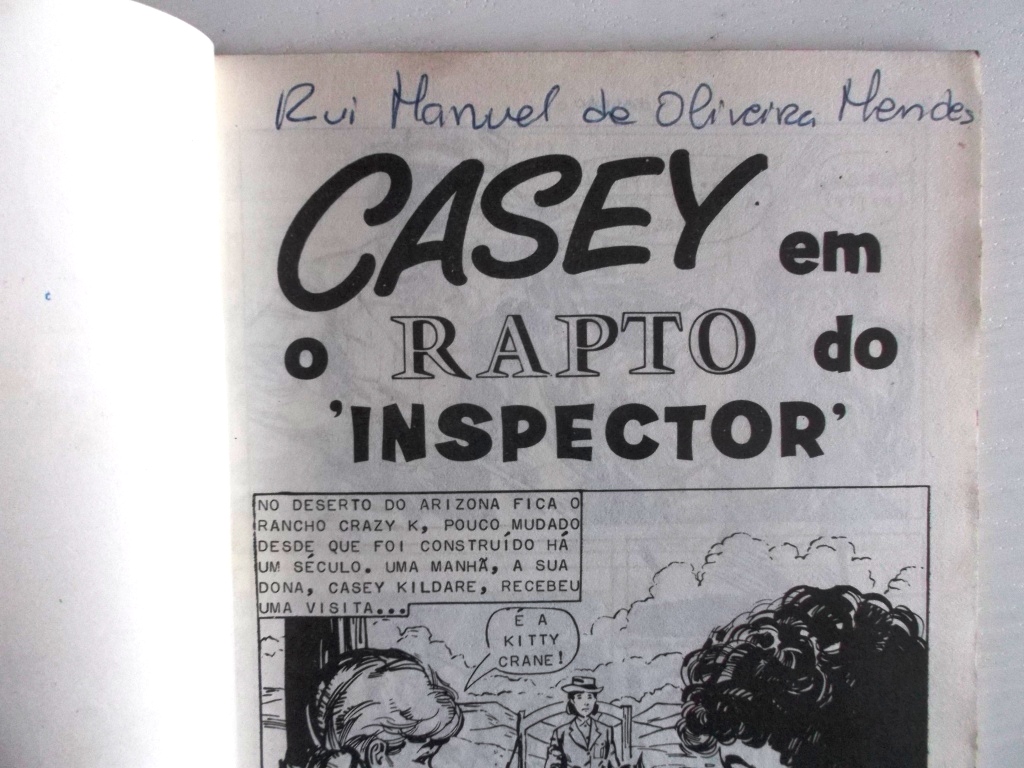 Rui Manuel de Oliveira Mendes
CASEY em
o RAPTO do
'INSPECTOR'
NO DESERTO DO ARIZONA FICA O
RANCHO CRAZY K, POUCO MUDADO
DESDE QUE FOI CONSTRUÍDO HÁ
UM SÉCULO. UMA MANHÃ, A SUA
DONA, CASEY KILDARE, RECEBEU
UMA VISITA...
É A
KITTY
CRANE!